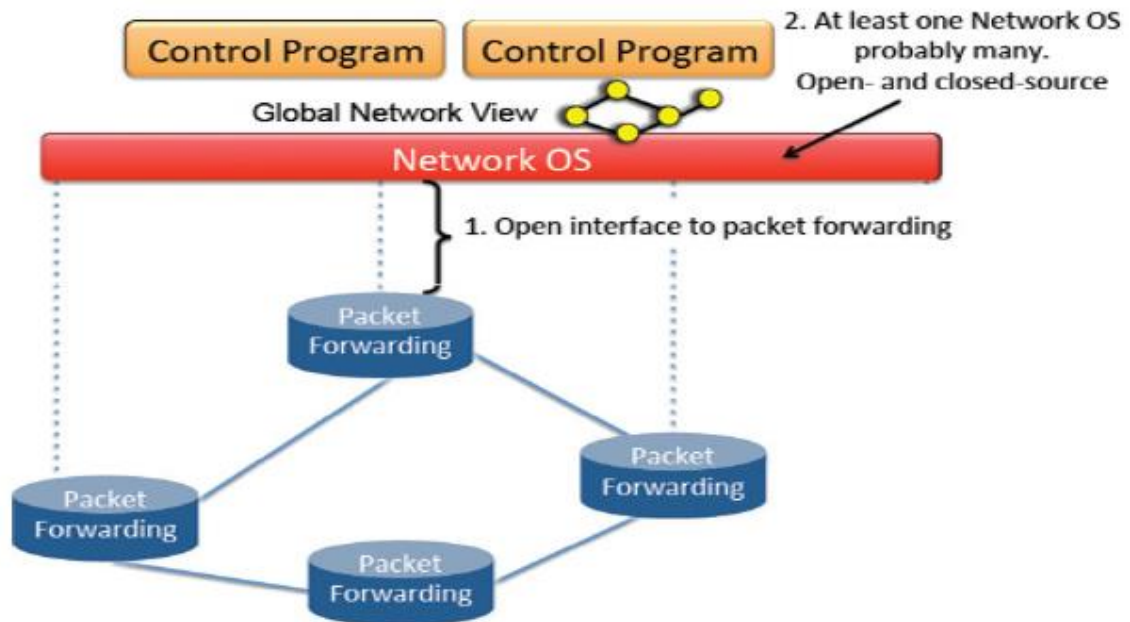 Control Program
Control Program
2. At least one Network OS
probably many.
Open- and closed-source
Global Network View
Network OS
1. Open interface to packet forwarding
Packet
Forwarding
Packet
Forwarding
Packet
Forwarding
Packet
Forwarding